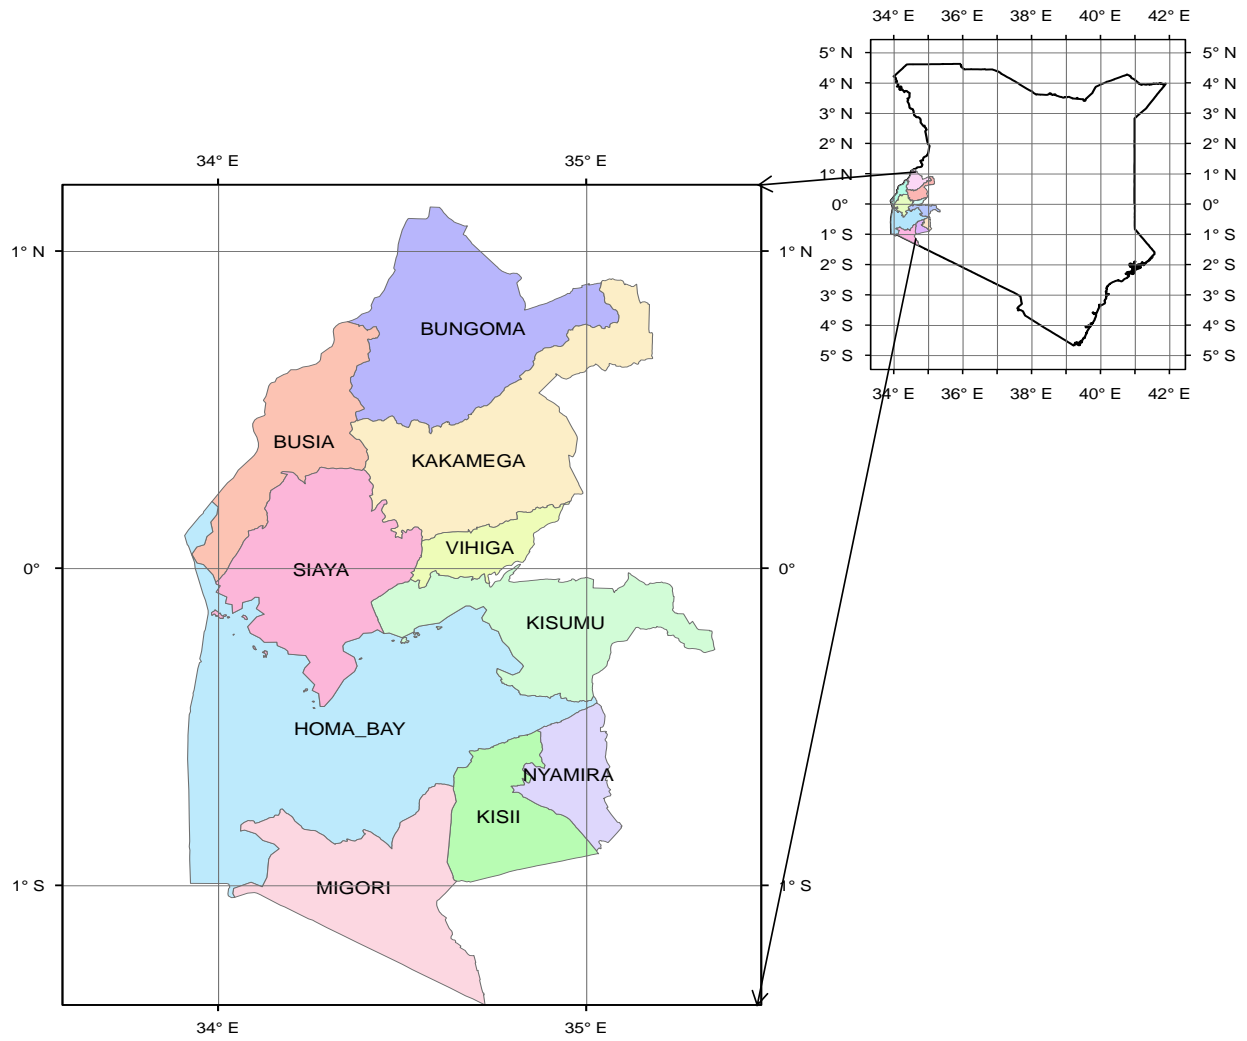 34° E 36° E 38° E 40° E 42° E
5° N 5° N
4° N 4° N
3° N 3° N
2° N 2° N
1° N 1° N
0° 0°
1° S 1° S
2° S 2° S
3° S 3° S
4° S 4° S
5° S 5° S
34° E 36° E 38° E 40° E 42° E
34° E 35° E
1° N 1° N
BUNGOMA
BUSIA
KAKAMEGA
VIHIGA
0° 0°
SIAYA
KISUMU
HOMA_BAY
NYAMIRA
KISII
1° S 1° S
MIGORI
34° E 35° E